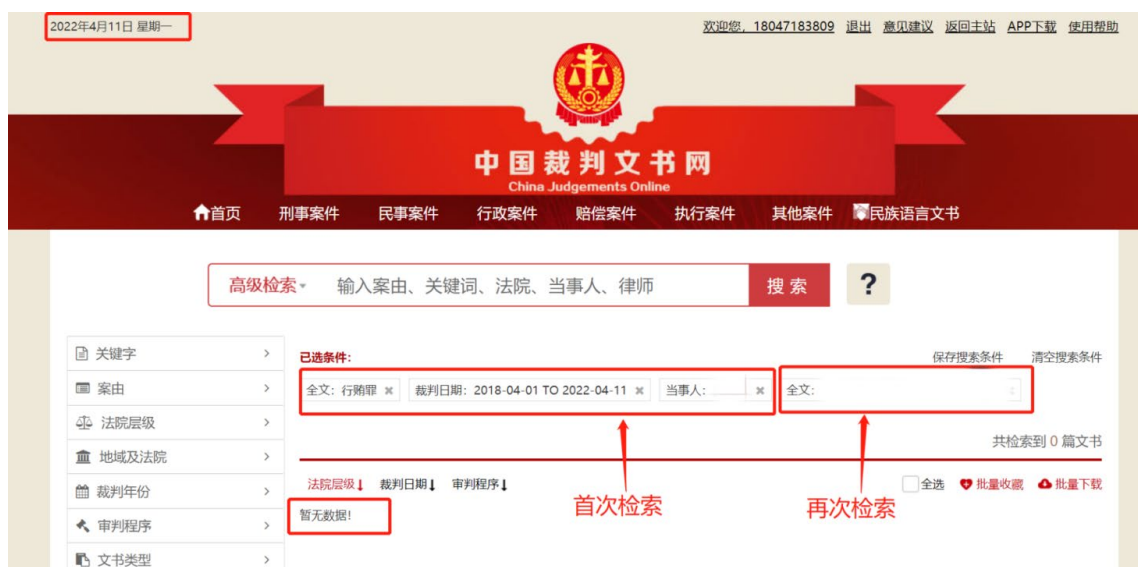 2022年4月11日 星期一
欢迎您，18047183809 退出 意见建议 返回主站 APP下载 使用帮助
中国裁判文书网
China Judgements Online
首页 刑事案件 民事案件 行政案件 赔偿案件 执行案件 其他案件 民族语言文书
高级检索 输入案由、关键词、法院、当事人、律师 搜索 ?
关键字
案由
法院层级
地域及法院
裁判年份
审判程序
文书类型
已选条件: 保存搜索条件 清空搜索条件
全文: 行贿罪 × 裁判日期: 2018-04-01 TO 2022-04-11 × 当事人: × 全文:
共检索到 0 篇文书
法院层级 裁判日期 审判程序 全选 批量收藏 批量下载
暂无数据!
首次检索 再次检索